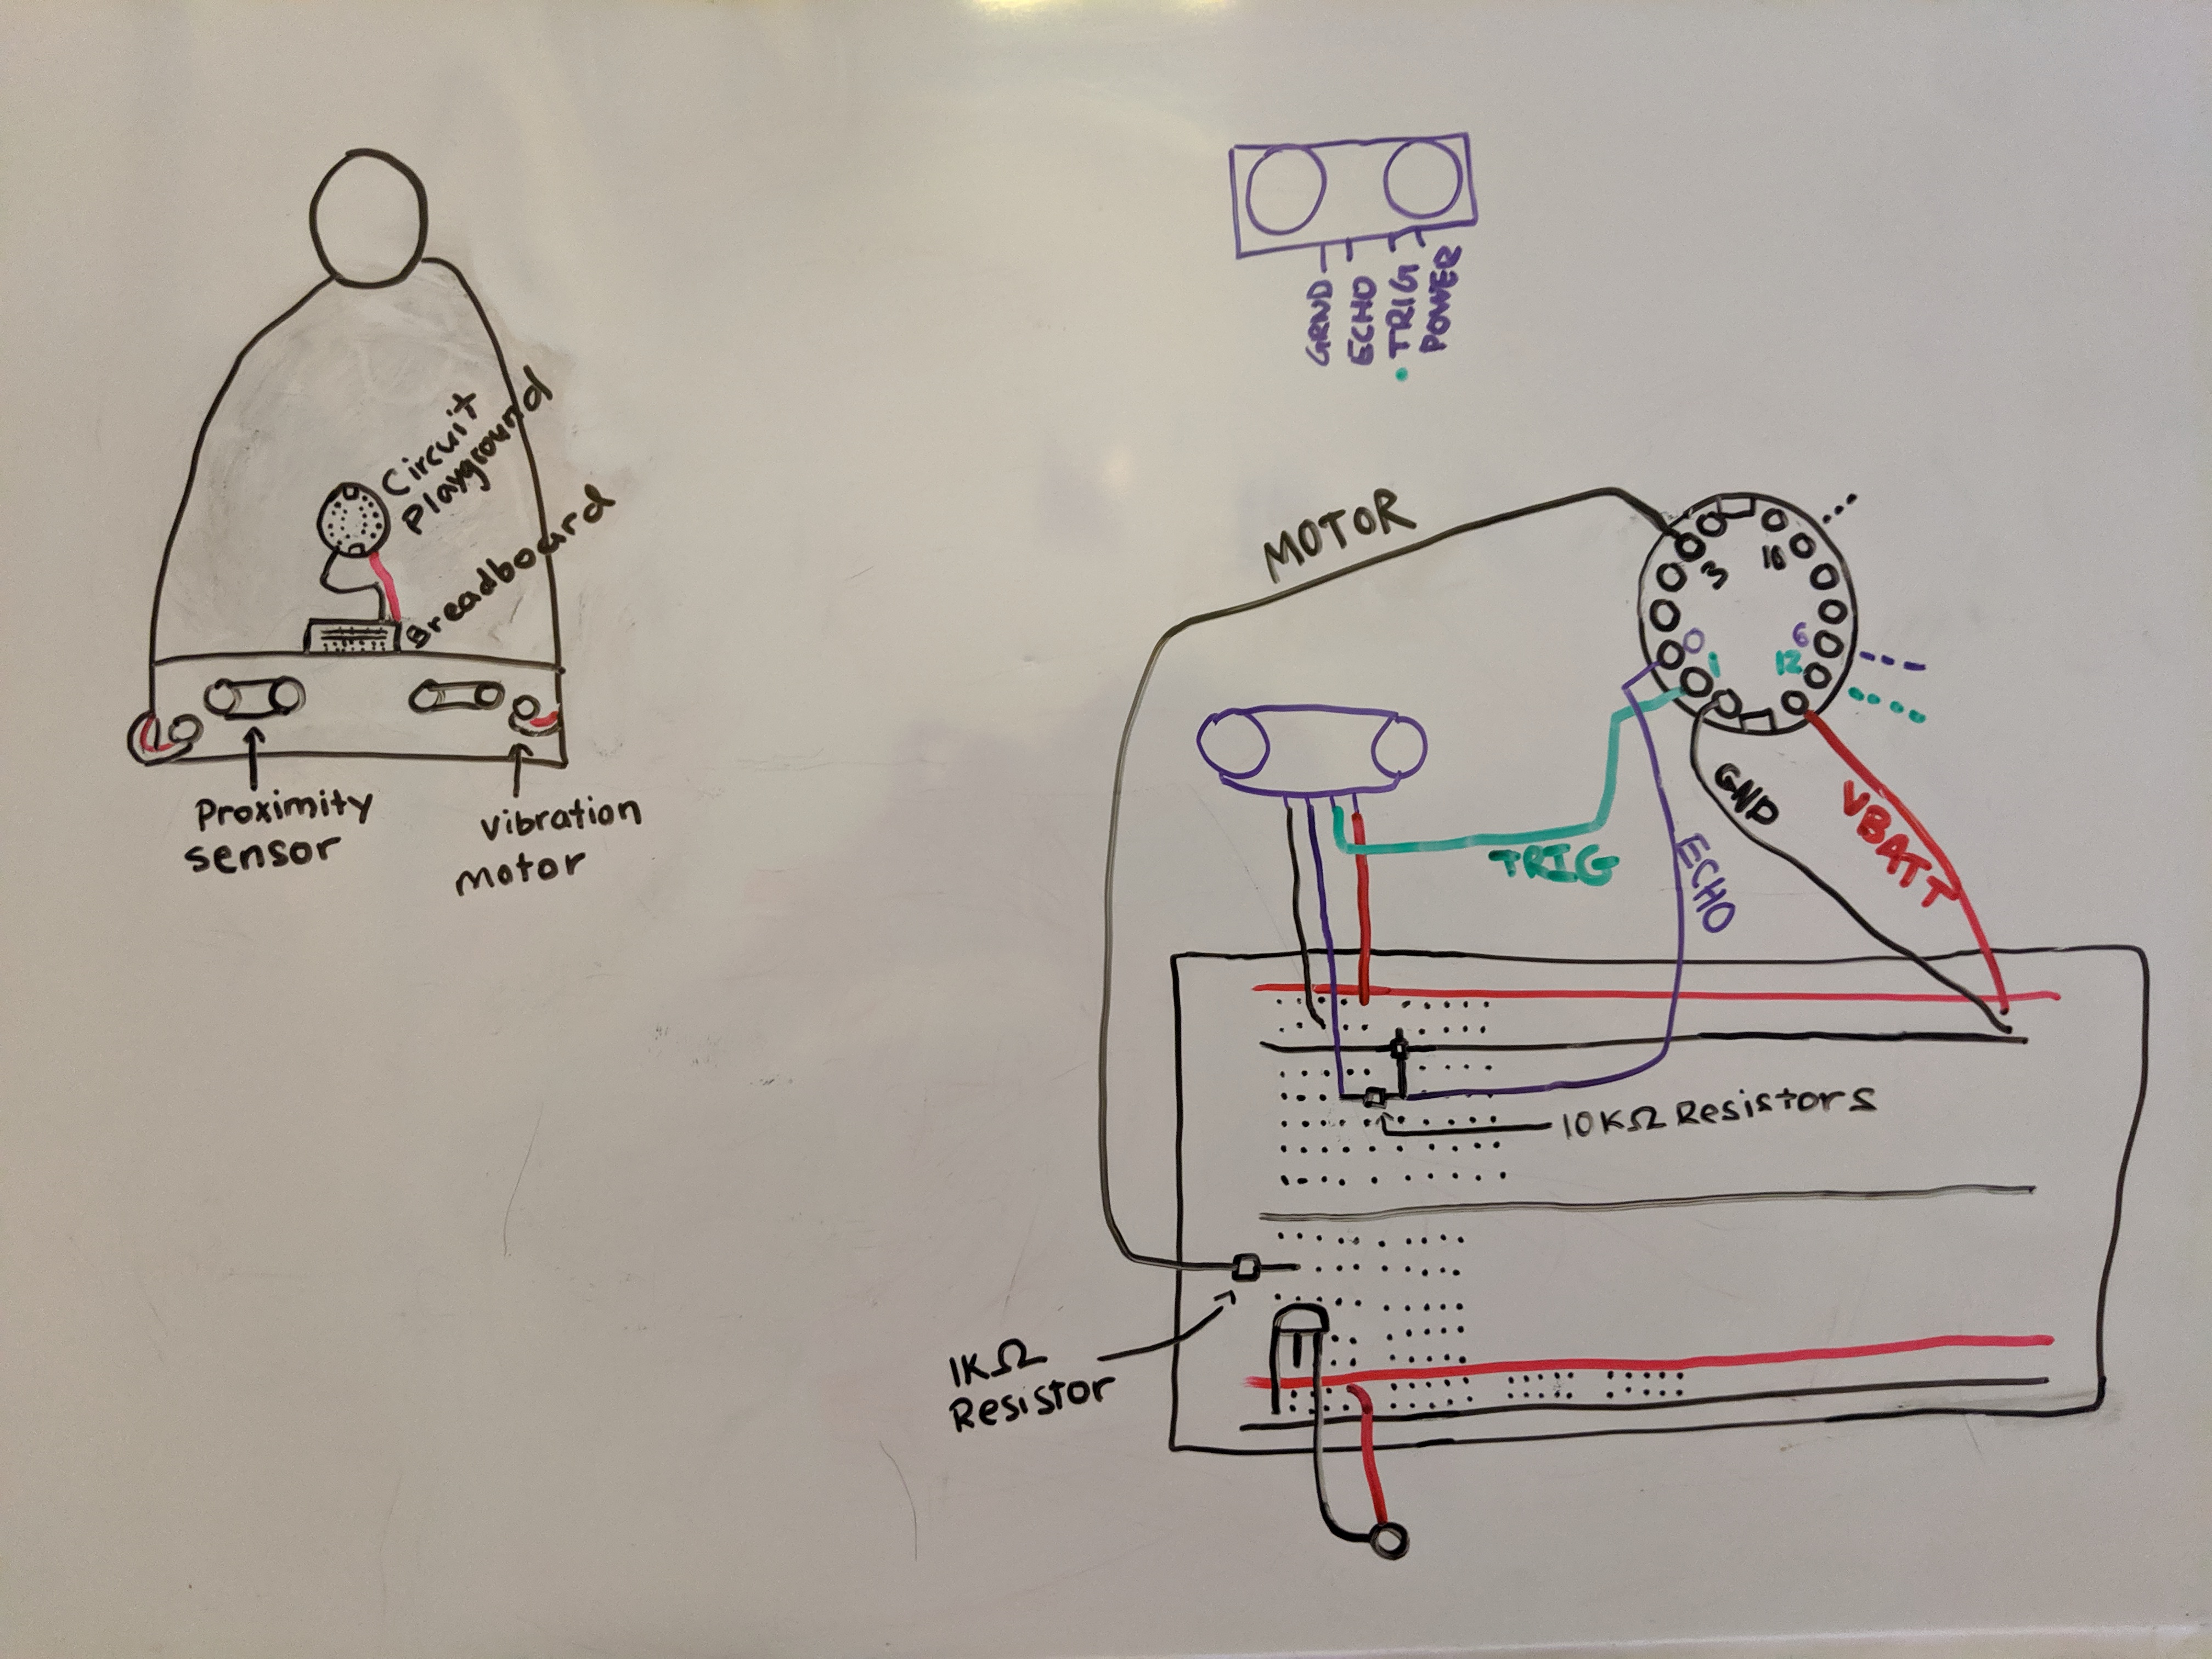 GRND
ECHO
TRIG
POWER
Circuit
Playground
Breadboard
Proximity
sensor
vibration
motor
MOTOR
3
10
0
1
6
12
GND
VBATT
TRIG
ECHO
10KΩ Resistors
1KΩ
Resistor